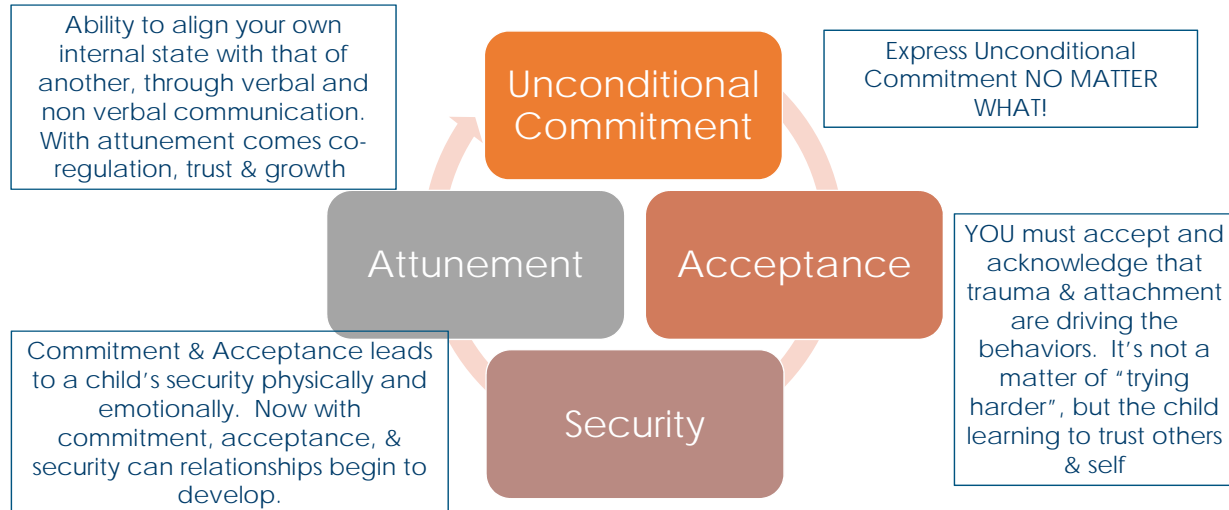 Ability to align your own
internal state with that of
another, through verbal and
non verbal communication.
With attunement comes co-
regulation, trust & growth
Unconditional
Commitment
Express Unconditional
Commitment NO MATTER
WHAT!
Attunement
Acceptance
YOU must accept and
acknowledge that
trauma & attachment
are driving the
behaviors. It's not a
matter of "trying
harder", but the child
learning to trust others
& self
Commitment & Acceptance leads
to a child's security physically and
emotionally. Now with
commitment, acceptance, &
security can relationships begin to
develop.
Security